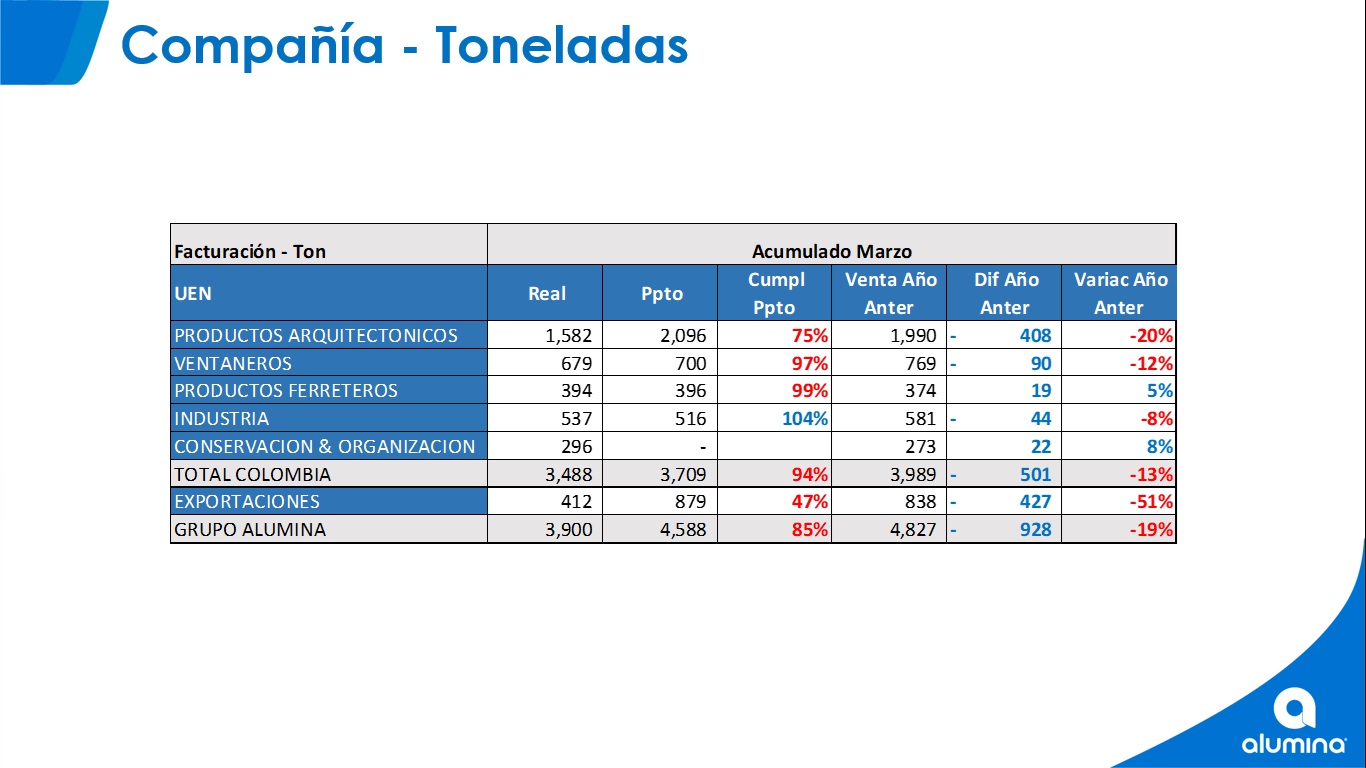 Compañía - Toneladas
Facturación - Ton Acumulado Marzo
UEN Real Ppto Cumpl Ppto Venta Año Anter Dif Año Anter Variac Año Anter
PRODUCTOS ARQUITECTONICOS 1,582 2,096 75% 1,990 - 408 -20%
VENTANEROS 679 700 97% 769 - 90 -12%
PRODUCTOS FERRETEROS 394 396 99% 374 19 5%
INDUSTRIA 537 516 104% 581 - 44 -8%
CONSERVACION & ORGANIZACION 296 - 273 22 8%
TOTAL COLOMBIA 3,488 3,709 94% 3,989 - 501 -13%
EXPORTACIONES 412 879 47% 838 - 427 -51%
GRUPO ALUMINA 3,900 4,588 85% 4,827 - 928 -19%
alumina